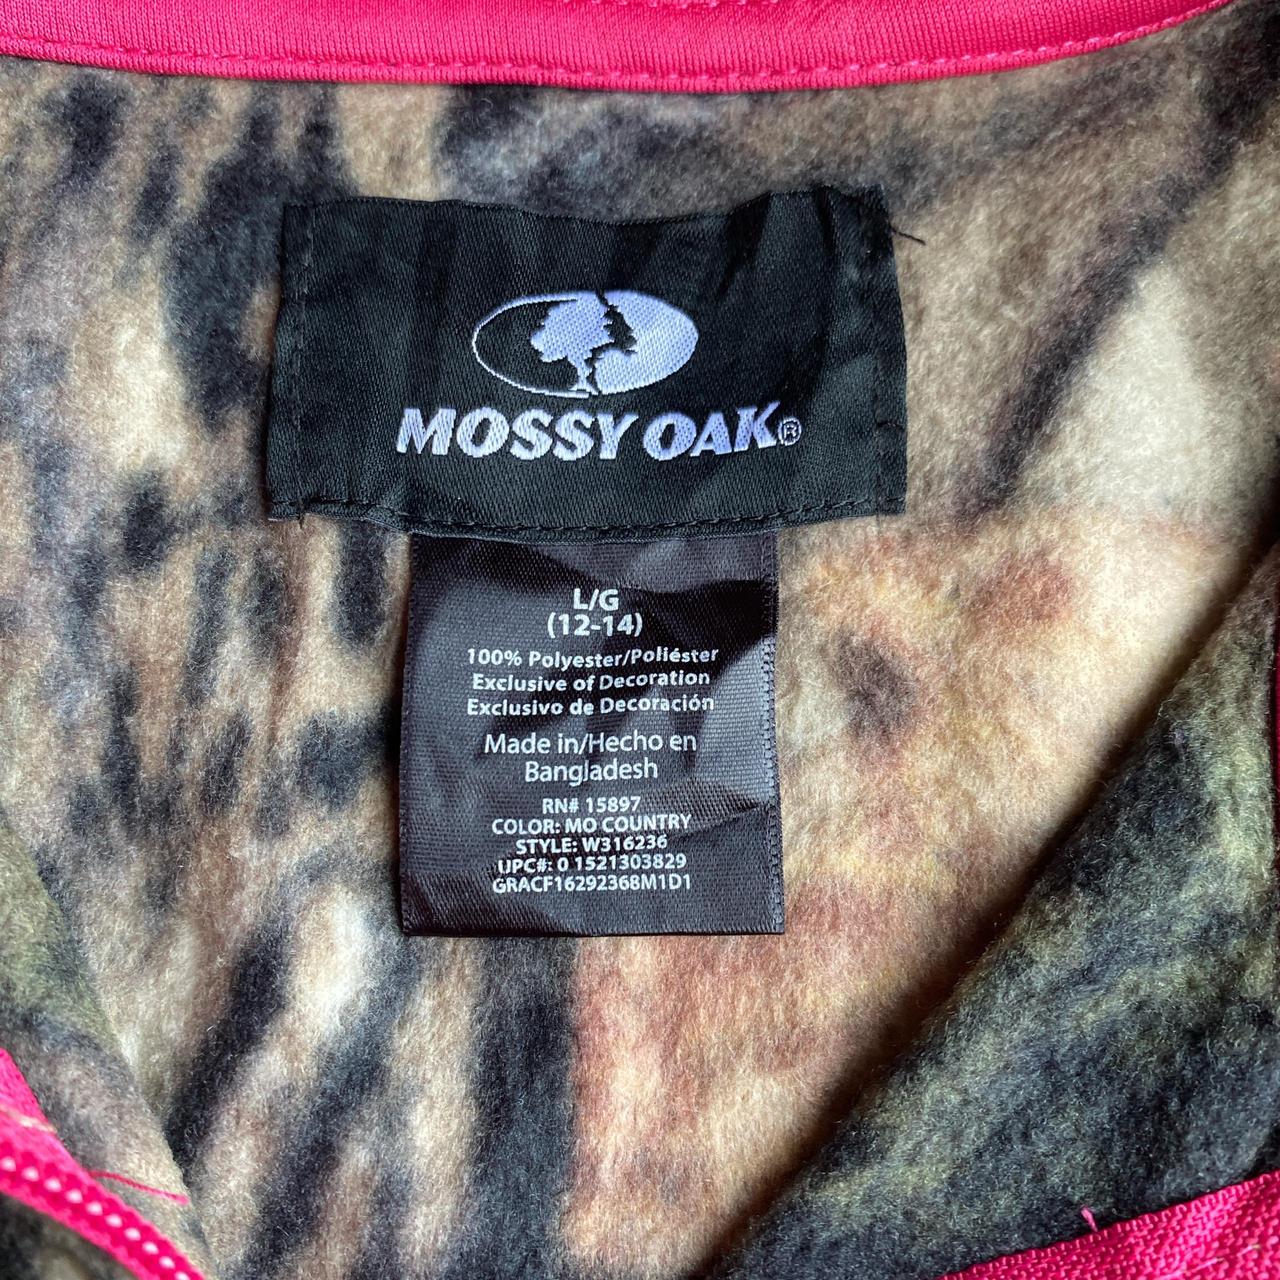 MOSSY OAK®
L/G
(12-14)
100% Polyester/Poliéster
Exclusive of Decoration
Exclusivo de Decoración
Made in/Hecho en
Bangladesh
RN# 15897
COLOR: MO COUNTRY
STYLE: W316236
UPC#: 0 1521303829
GRACF16292368M1D1